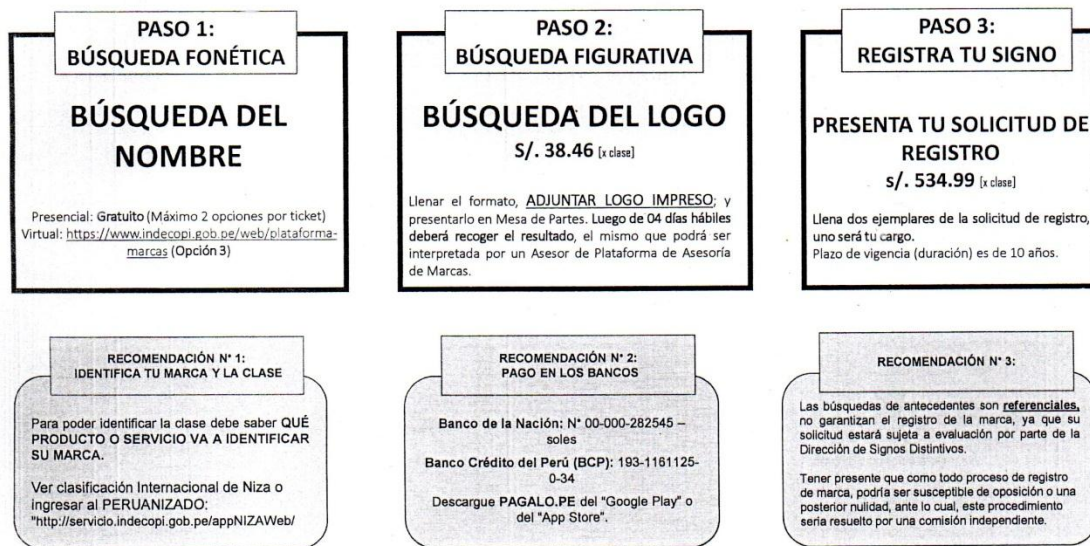 PASO 1:
BÚSQUEDA FONÉTICA
BÚSQUEDA DEL
NOMBRE
Presencial: Gratuito (Máximo 2 opciones por ticket)
Virtual: https://www.indecopi.gob.pe/web/plataforma-
marcas (Opción 3)
PASO 2:
BÚSQUEDA FIGURATIVA
BÚSQUEDA DEL LOGO
S/. 38.46 [x clase]
Llenar el formato, ADJUNTAR LOGO IMPRESO; y
presentarlo en Mesa de Partes. Luego de 04 días hábiles
deberá recoger el resultado, el mismo que podrá ser
interpretada por un Asesor de Plataforma de Asesoría
de Marcas.
PASO 3:
REGISTRA TU SIGNO
PRESENTA TU SOLICITUD DE
REGISTRO
s/. 534.99 [x clase]
Llena dos ejemplares de la solicitud de registro,
uno será tu cargo.
Plazo de vigencia (duración) es de 10 años.
RECOMENDACIÓN N° 1:
IDENTIFICA TU MARCA Y LA CLASE
Para poder identificar la clase debe saber QUÉ
PRODUCTO O SERVICIO VA A IDENTIFICAR
SU MARCA.
Ver clasificación Internacional de Niza o
ingresar al PERUANIZADO:
"http://servicio.indecopi.gob.pe/appNIZAWeb/
RECOMENDACIÓN N° 2:
PAGO EN LOS BANCOS
Banco de la Nación: N° 00-000-282545 –
soles
Banco Crédito del Perú (BCP): 193-1161125-
0-34
Descargue PAGALO.PE del "Google Play" o
del "App Store".
RECOMENDACIÓN N° 3:
Las búsquedas de antecedentes son referenciales,
no garantizan el registro de la marca, ya que su
solicitud estará sujeta a evaluación por parte de la
Dirección de Signos Distintivos.
Tener presente que como todo proceso de registro
de marca, podría ser susceptible de oposición o una
posterior nulidad, ante lo cual, este procedimiento
sería resuelto por una comisión independiente.